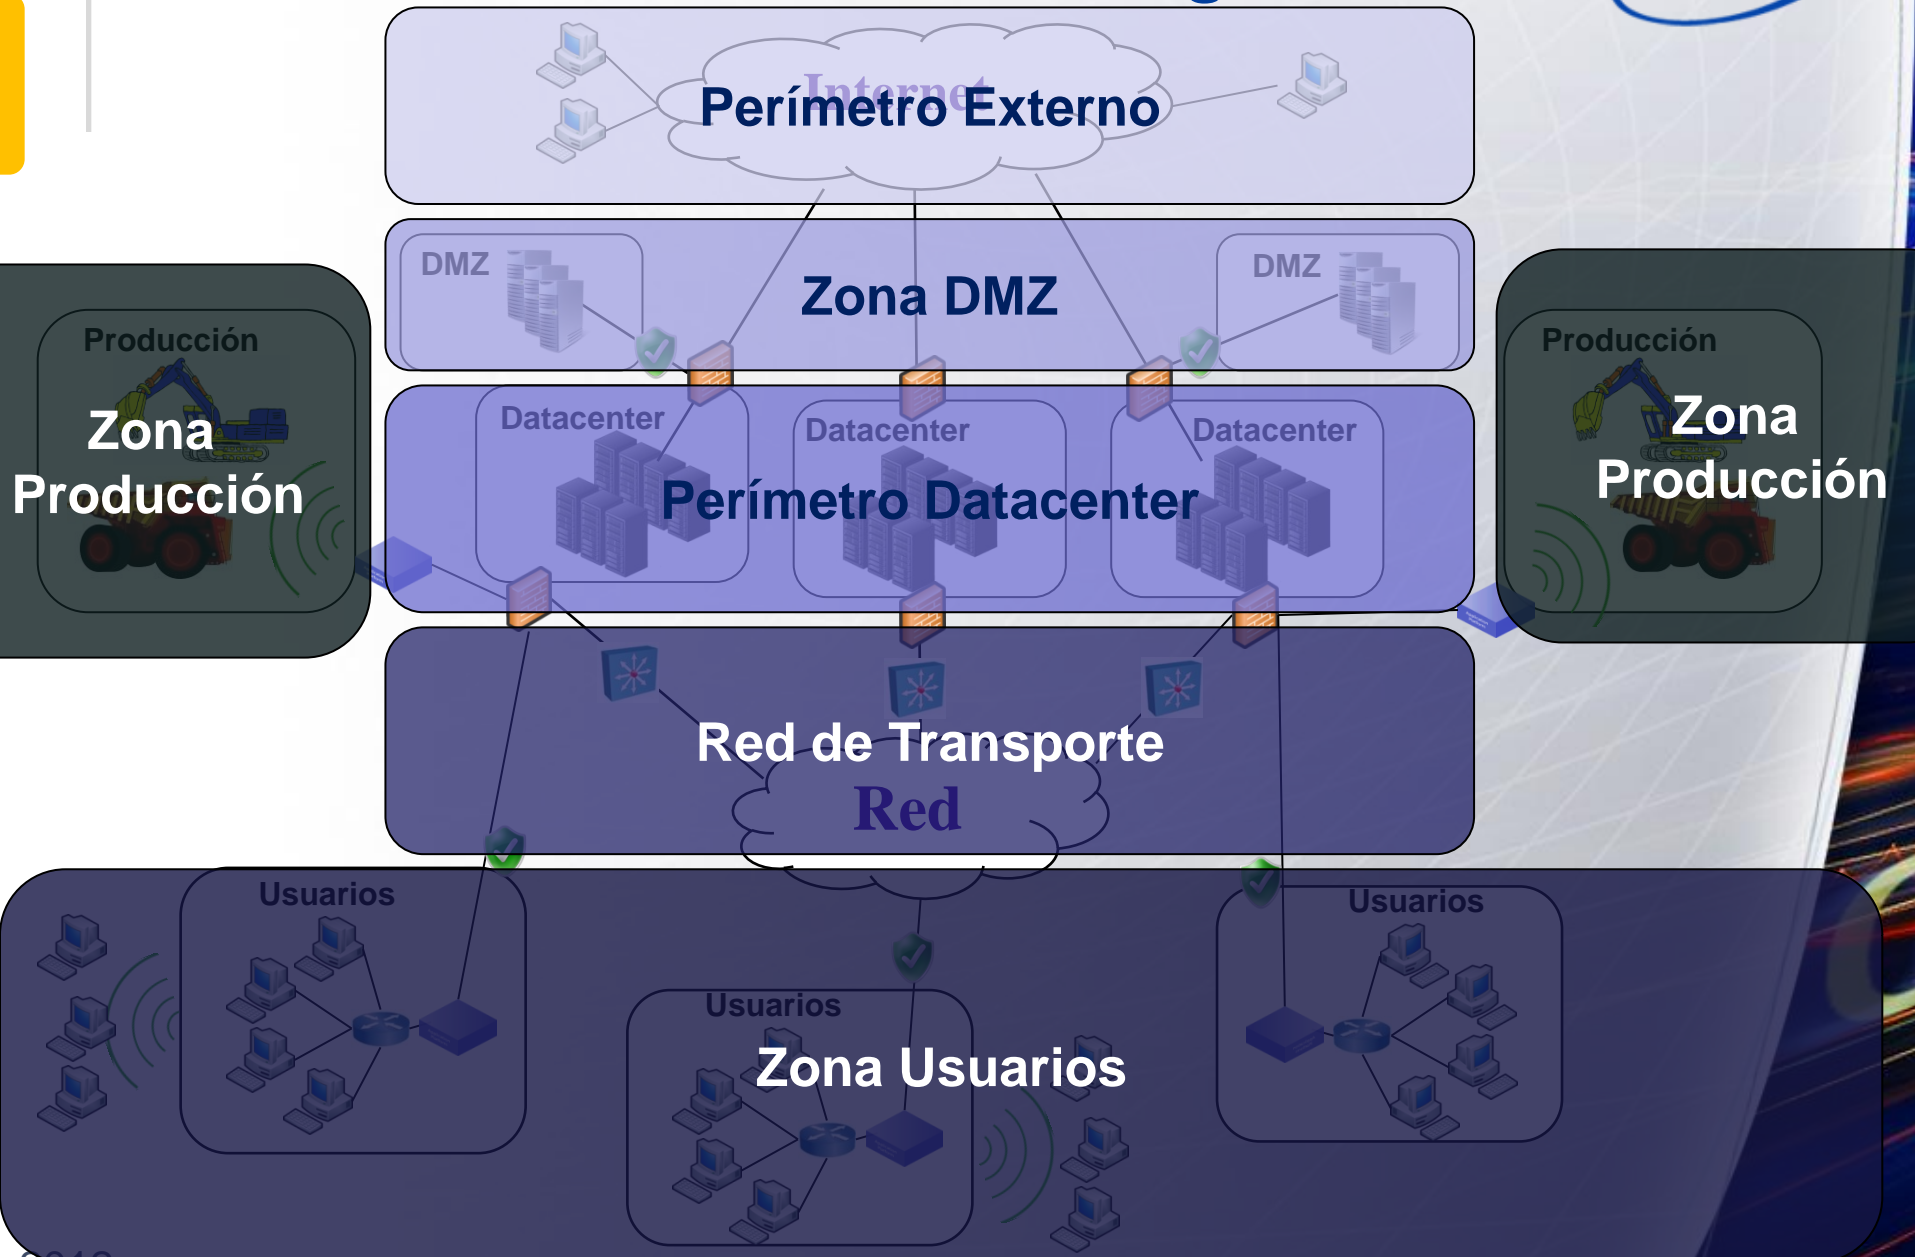 Internet
Perímetro Externo
DMZ
Zona DMZ
DMZ
Producción
Zona
Producción
Datacenter
Datacenter
Datacenter
Perímetro Datacenter
Producción
Zona
Producción
Red de Transporte
Red
Usuarios
Usuarios
Usuarios
Zona Usuarios